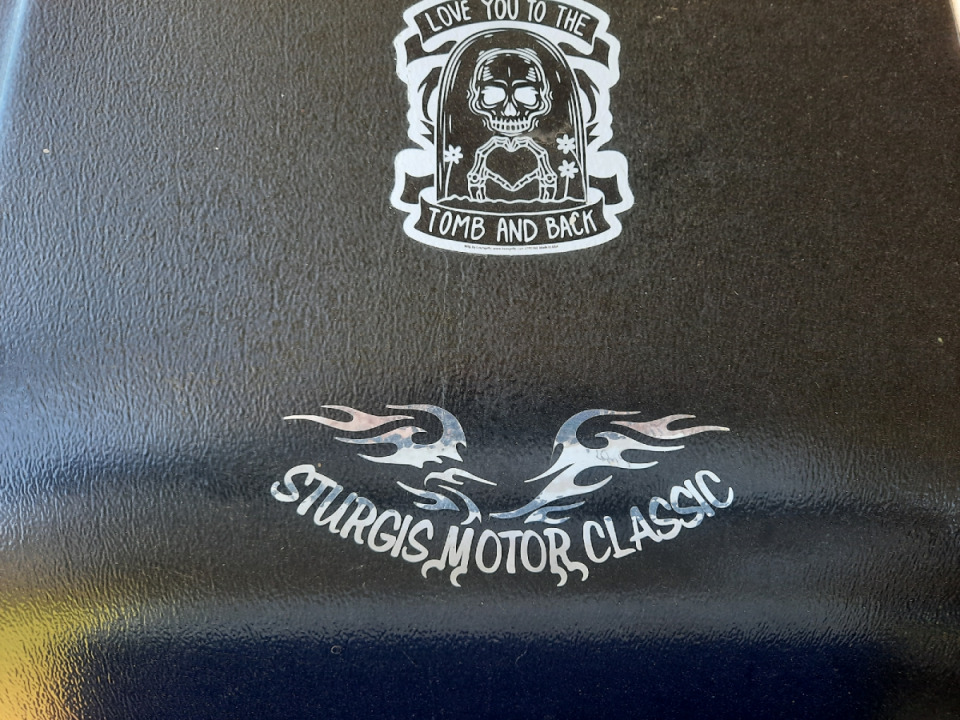 LOVE YOU TO THE
TOMB AND BACK
STURGIS MOTOR CLASSIC